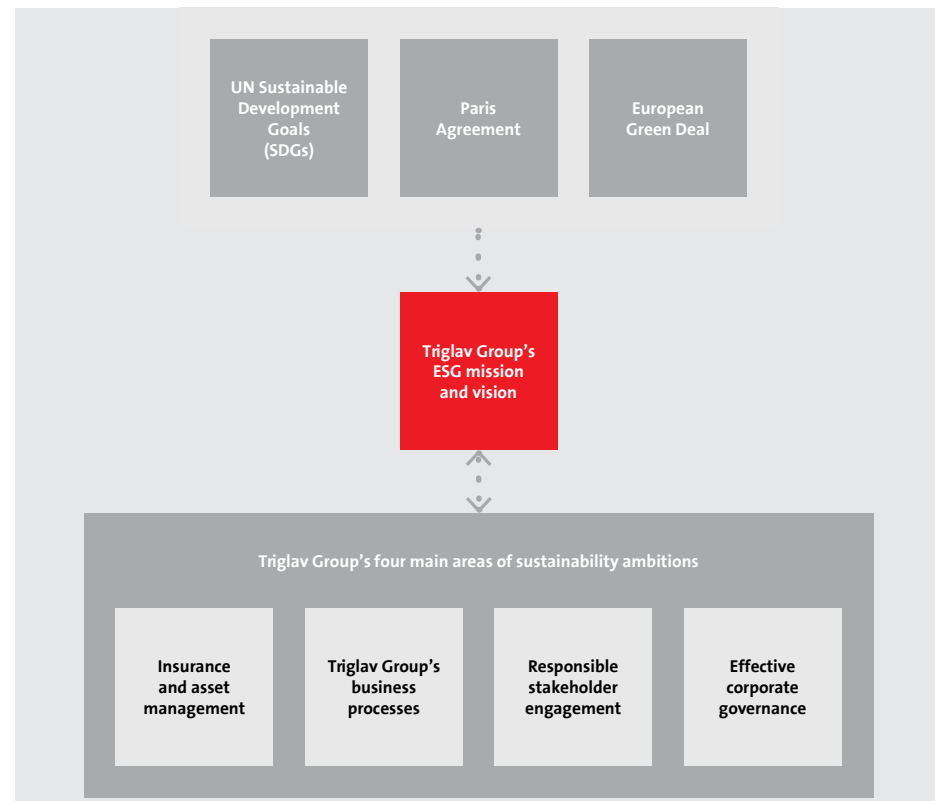 UN Sustainable
Development
Goals
(SDGs)
Paris
Agreement
European
Green Deal
Triglav Group's
ESG mission
and vision
Triglav Group's four main areas of sustainability ambitions
Insurance
and asset
management
Triglav Group's
business
processes
Responsible
stakeholder
engagement
Effective
corporate
governance